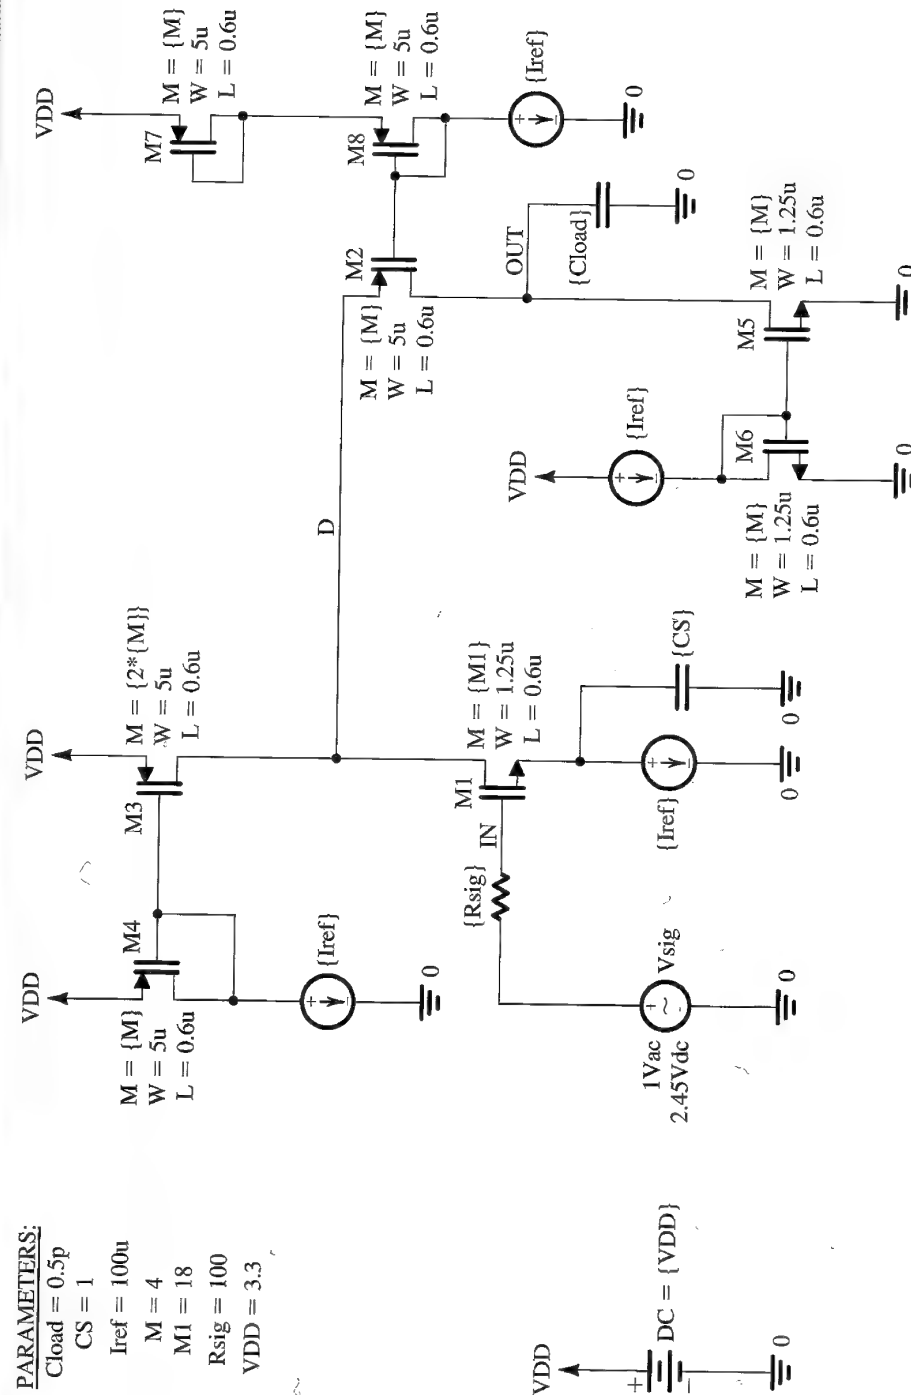 PARAMETERS:
Cload = 0.5p
CS = 1
Iref = 100u
M = 4
M1 = 18
Rsig = 100
VDD = 3.3
VDD
DC = {VDD}
0
VDD
M4
M = {M}
W = 5u
L = 0.6u
{Iref}
0
VDD
M3
M = {2*{M}}
W = 5u
L = 0.6u
D
1Vac
2.45Vdc
Vsig
0
{Rsig}
IN
M1
M = {M1}
W = 1.25u
L = 0.6u
{Iref}
0
{CS}
0
VDD
M7
M = {M}
W = 5u
L = 0.6u
M2
M = {M}
W = 5u
L = 0.6u
M8
M = {M}
W = 5u
L = 0.6u
{Iref}
0
OUT
{Cload}
0
VDD
{Iref}
M6
M = {M}
W = 1.25u
L = 0.6u
0
M5
M = {M}
W = 1.25u
L = 0.6u
0